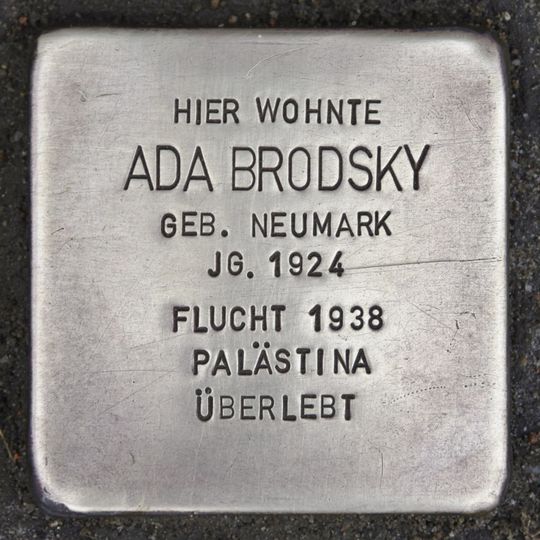 HIER WOHNTE
ADA BRODSKY
GEB. NEUMARK
JG. 1924
FLUCHT 1938
PALÄSTINA
ÜBERLEBT